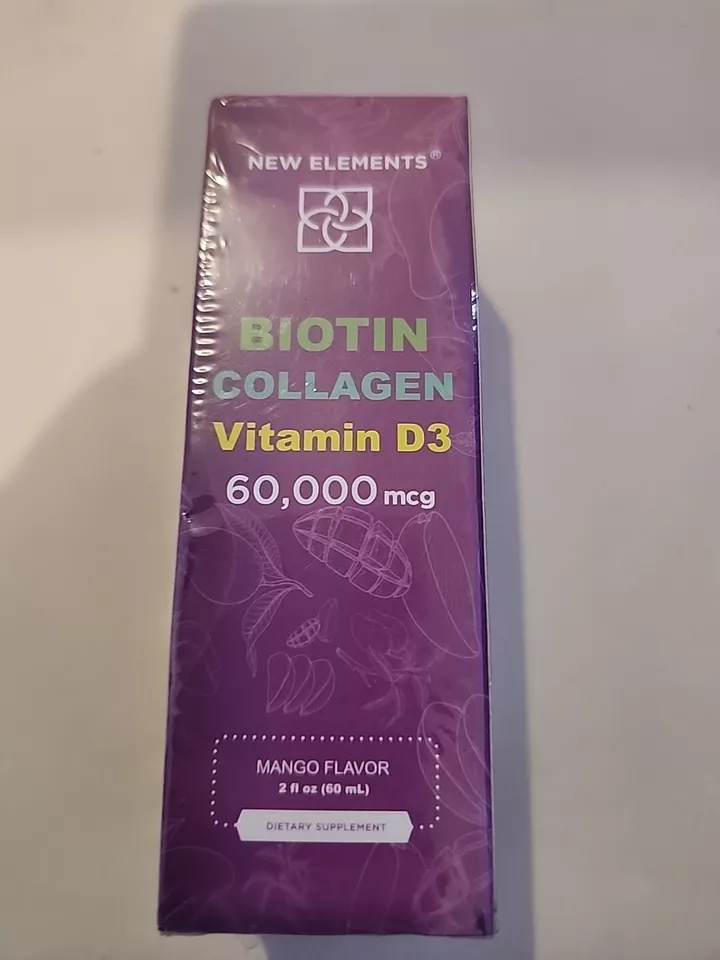 NEW ELEMENTS®
BIOTIN
COLLAGEN
Vitamin D3
60,000 mcg
MANGO FLAVOR
2 fl oz (60 mL)
DIETARY SUPPLEMENT